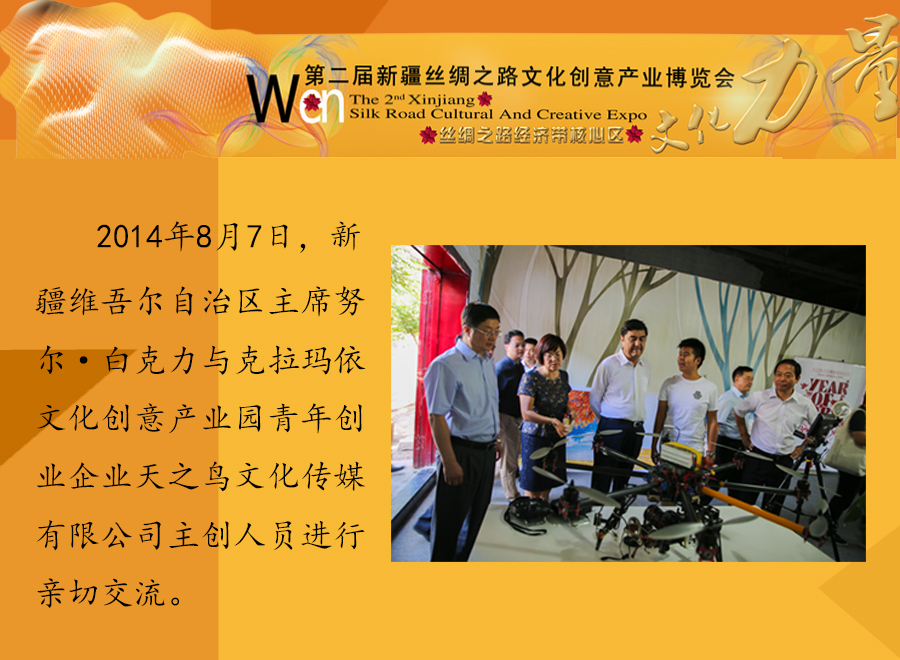 第二届新疆丝绸之路文化创意产业博览会
Wcn
The 2nd Xinjiang
Silk Road Cultural And Creative Expo
丝绸之路经济带核心区
文化力量
2014年8月7日，新
疆维吾尔自治区主席努
尔·白克力与克拉玛依
文化创意产业园青年创
业企业天之鸟文化传媒
有限公司主创人员进行
亲切交流。
YEAR
OF